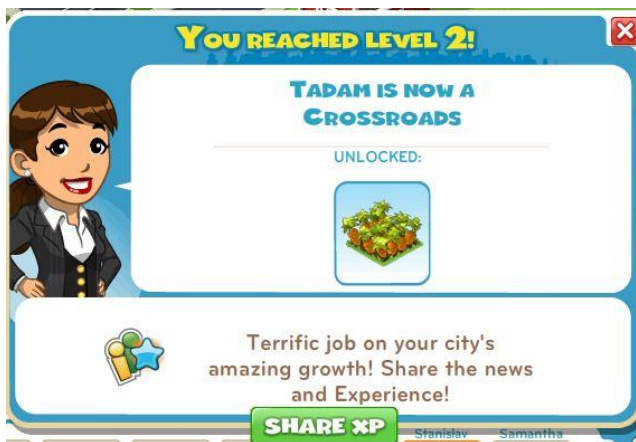 YOU REACHED LEVEL 2!
TADAM IS NOW A
CROSSROADS
UNLOCKED:
Terrific job on your city's
amazing growth! Share the news
and Experience!
SHARE XP
Stanislav Samantha